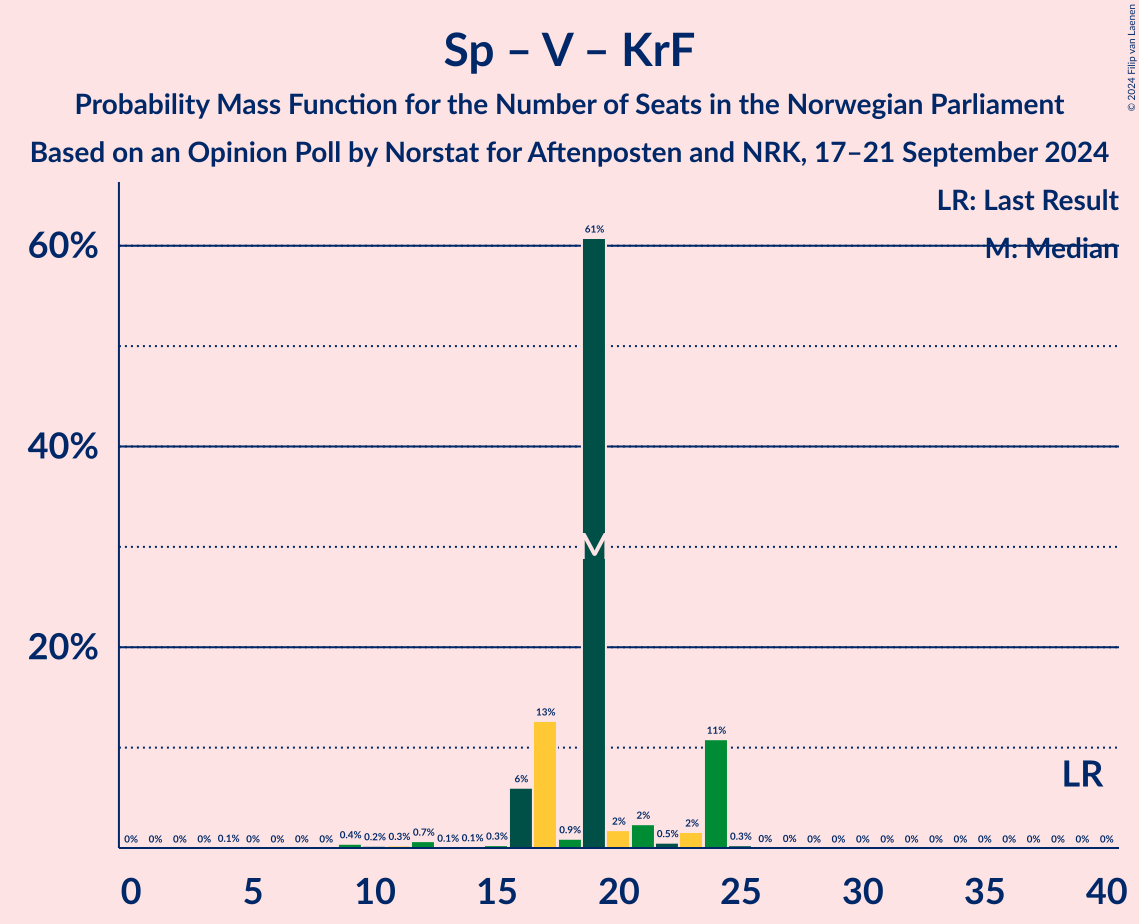 Sp – V – KrF
Probability Mass Function for the Number of Seats in the Norwegian Parliament
Based on an Opinion Poll by Norstat for Aftenposten and NRK, 17–21 September 2024
© 2024 Filip van Laenen
LR: Last Result
M: Median
60%
40%
20%
61%
M
13%
11%
LR
6%
0% 0% 0% 0% 0.1% 0% 0% 0% 0% 0.4% 0.2% 0.3% 0.7% 0.1% 0.1% 0.3% 0.9% 2% 2% 0.5% 2% 0.3% 0% 0% 0% 0% 0% 0% 0% 0% 0% 0% 0% 0% 0% 0% 0%
0 5 10 15 20 25 30 35 40